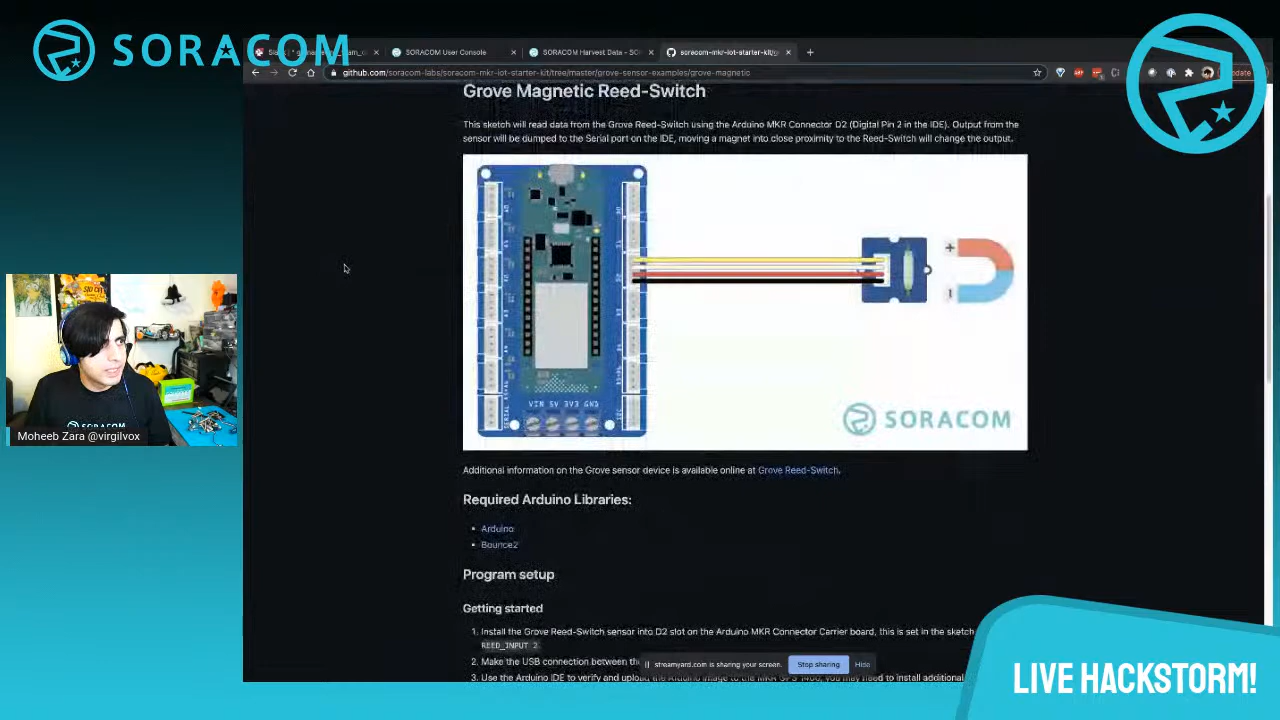 SORACOM
SORACOM User Console
SORACOM Harvest Data - SO
soracom-mkr-iot-starter-kit/g
github.com/soracom-labs/soracom-mkr-iot-starter-kit/tree/master/grove-sensor-examples/grove-magnetic
Grove Magnetic Reed-Switch
This sketch will read data from the Grove Reed-Switch using the Arduino MKR Connector D2 (Digital Pin 2 in the IDE). Output from the
sensor will be dumped to the Serial port on the IDE, moving a magnet into close proximity to the Reed-Switch will change the output.
VIN 5V 3V3 GND
SORACOM
Additional information on the Grove sensor device is available online at Grove Reed-Switch.
Required Arduino Libraries:
Arduino
Bounce2
Program setup
Getting started
1. Install the Grove Reed-Switch sensor into D2 slot on the Arduino MKR Connector Carrier board, this is set in the sketch
REED_INPUT 2.
2. Make the USB connection between the
3. Use the Arduino IDE to verify and upload the Arduino image to the MKR GPS 1400, you may need to install additional
streamyard.com is sharing your screen.
Stop sharing
Hide
Moheeb Zara @virgilvox
LIVE HACKSTORM!